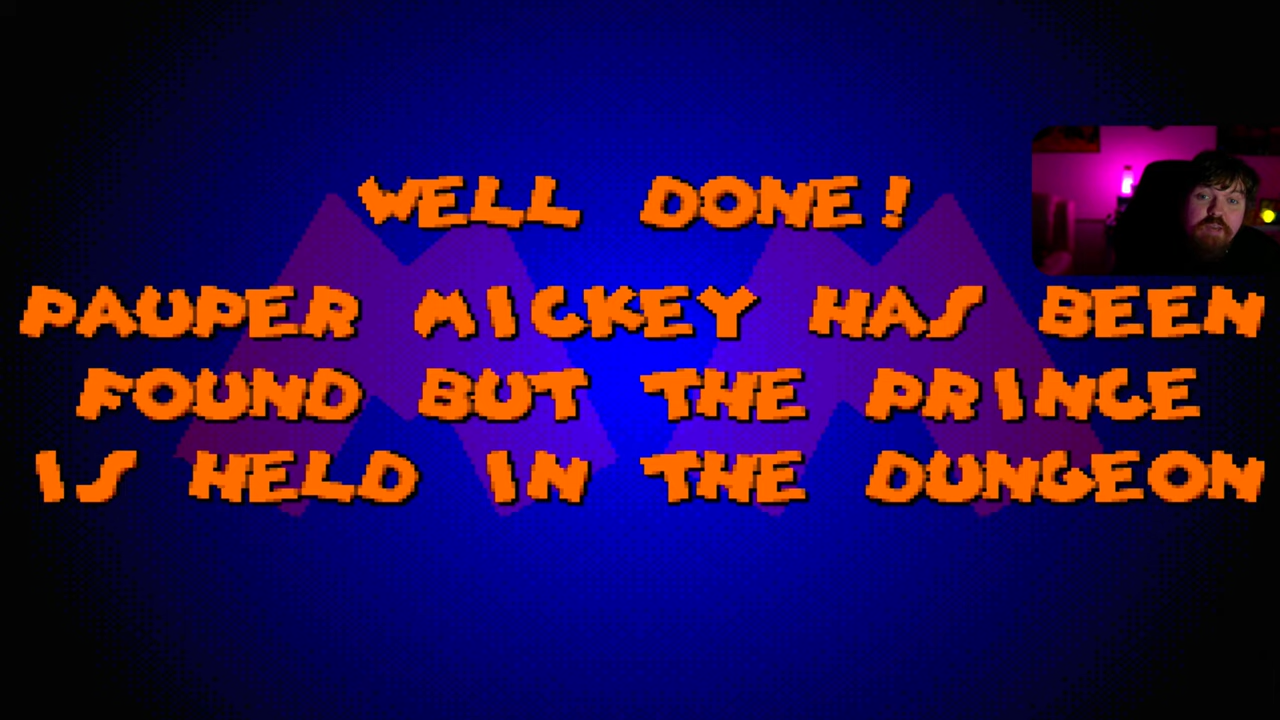 WELL DONE!
PAUPER MICKEY HAS BEEN
FOUND BUT THE PRINCE
IS HELD IN THE DUNGEON